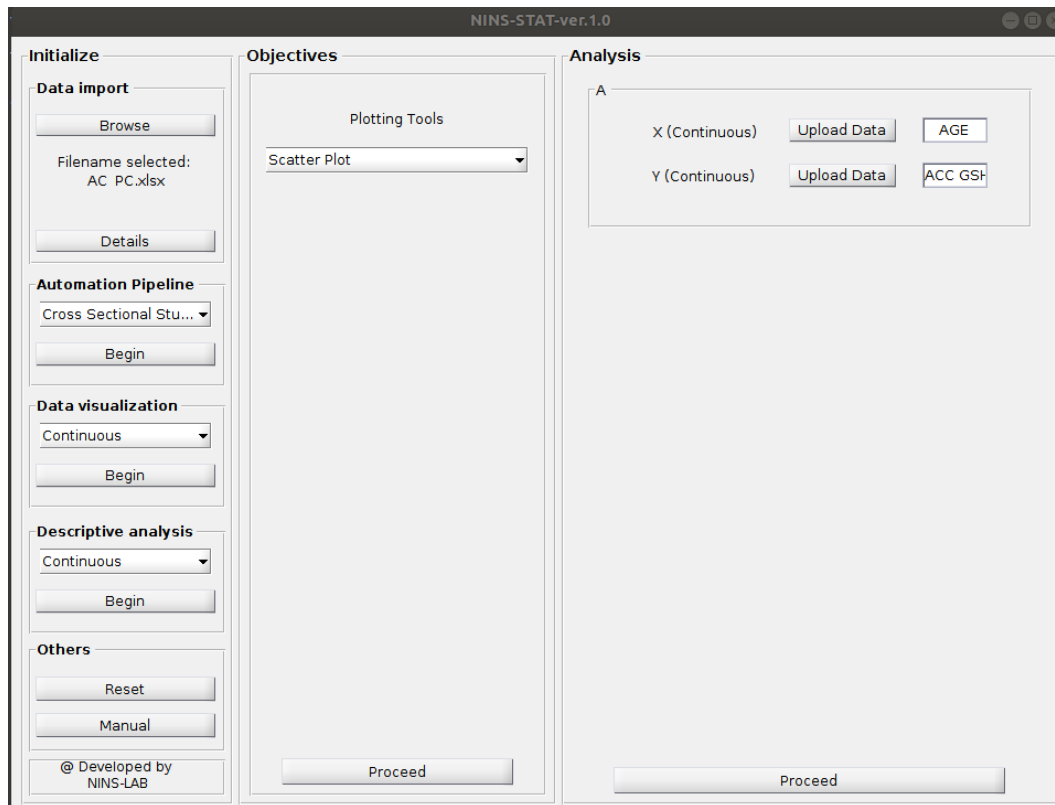 NINS-STAT-ver.1.0
Initialize
Data import
Browse
Filename selected:
AC PC.xlsx
Details
Automation Pipeline
Cross Sectional Stu...
Begin
Data visualization
Continuous
Begin
Descriptive analysis
Continuous
Begin
Others
Reset
Manual
@ Developed by
NINS-LAB
Objectives
Plotting Tools
Scatter Plot
Proceed
Analysis
A
X (Continuous) Upload Data AGE
Y (Continuous) Upload Data ACC GSH
Proceed